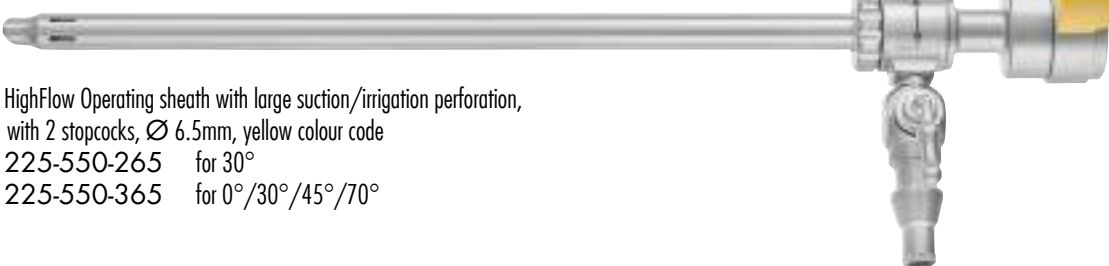 HighFlow Operating sheath with large suction/irrigation perforation,
with 2 stopcocks, Ø 6.5mm, yellow colour code
225-550-265 for 30°
225-550-365 for 0°/30°/45°/70°